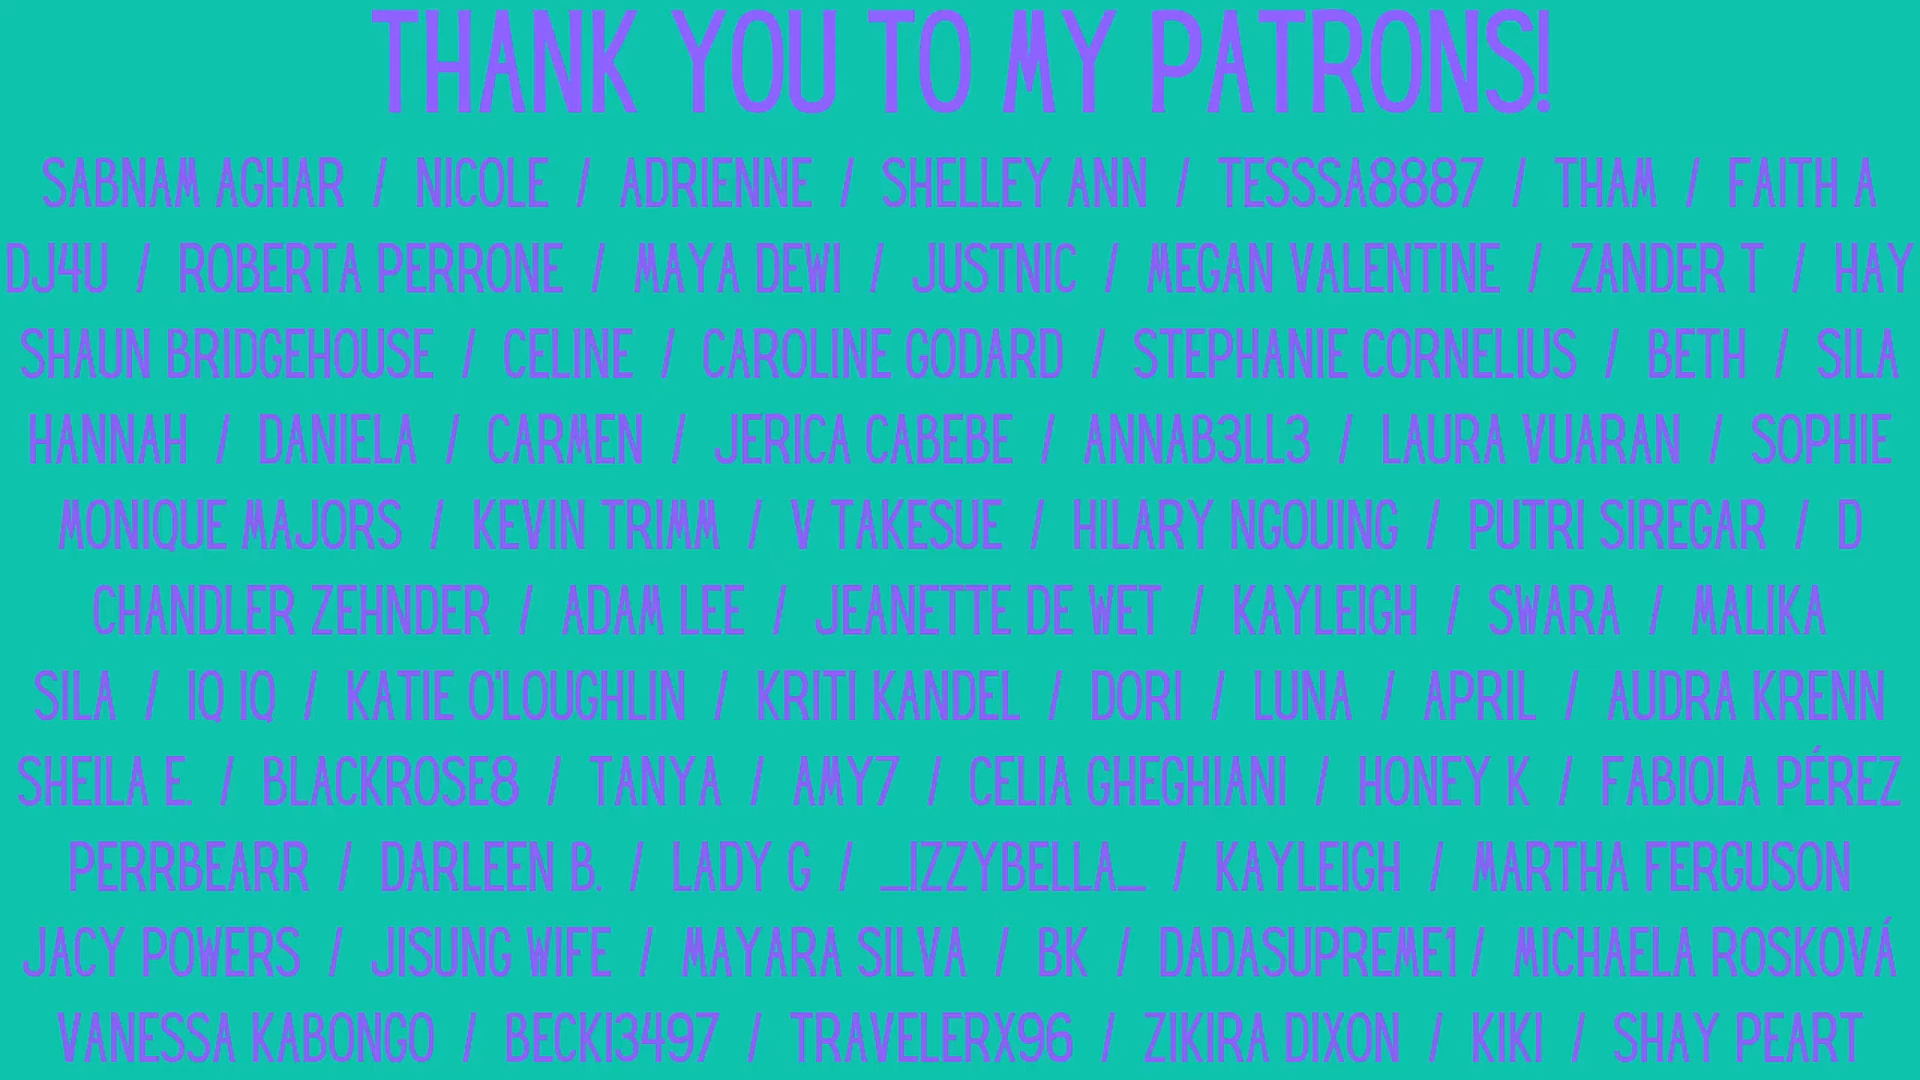 THANK YOU TO MY PATRONS!
SABNAM AGHAR / NICOLE / ADRIENNE / SHELLEY ANN / TESSSA8887 / THAM / FAITH A
DJ4U / ROBERTA PERRONE / MAYA DEWI / JUSTNIC / MEGAN VALENTINE / ZANDER T / HAY
SHAUN BRIDGEHOUSE / CELINE / CAROLINE GODARD / STEPHANIE CORNELIUS / BETH / SILA
HANNAH / DANIELA / CARMEN / JERICA CABEBE / ANNAB3LL3 / LAURA VUARAN / SOPHIE
MONIQUE MAJORS / KEVIN TRIMM / V TAKESUE / HILARY NGOUING / PUTRI SIREGAR / D
CHANDLER ZEHNDER / ADAM LEE / JEANETTE DE WET / KAYLEIGH / SWARA / MALIKA
SILA / IQ IQ / KATIE O'LOUGHLIN / KRITI KANDEL / DORI / LUNA / APRIL / AUDRA KRENN
SHEILA E. / BLACKROSE8 / TANYA / AMY7 / CELIA GHEGHIANI / HONEY K / FABIOLA PÉREZ
PERRBEARR / DARLEEN B. / LADY G / _IZZYBELLA_ / KAYLEIGH / MARTHA FERGUSON
JACY POWERS / JISUNG WIFE / MAYARA SILVA / BK / DADASUPREME1 / MICHAELA ROSKOVÁ
VANESSA KABONGO / BECKI3497 / TRAVELERX96 / ZIKIRA DIXON / KIKI / SHAY PEART